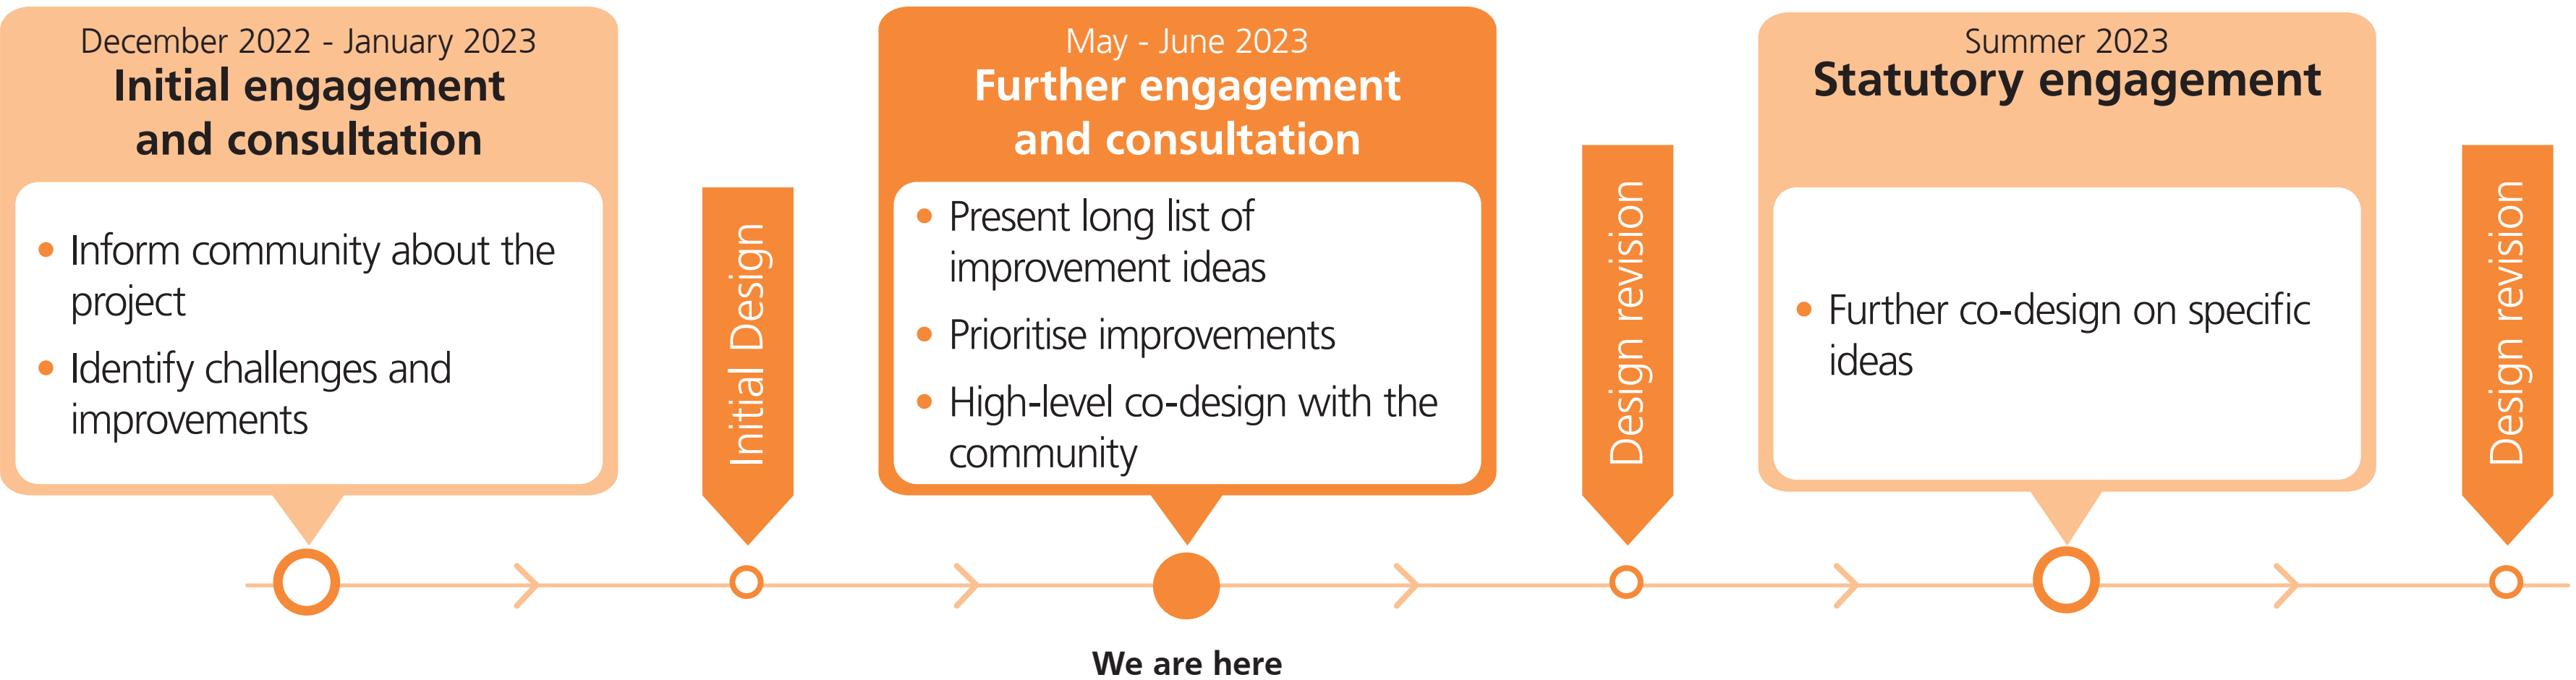 December 2022 - January 2023
Initial engagement
and consultation
• Inform community about the
project
• Identify challenges and
improvements
Initial Design
May - June 2023
Further engagement
and consultation
• Present long list of
improvement ideas
• Prioritise improvements
• High-level co-design with the
community
We are here
Design revision
Summer 2023
Statutory engagement
• Further co-design on specific
ideas
Design revision